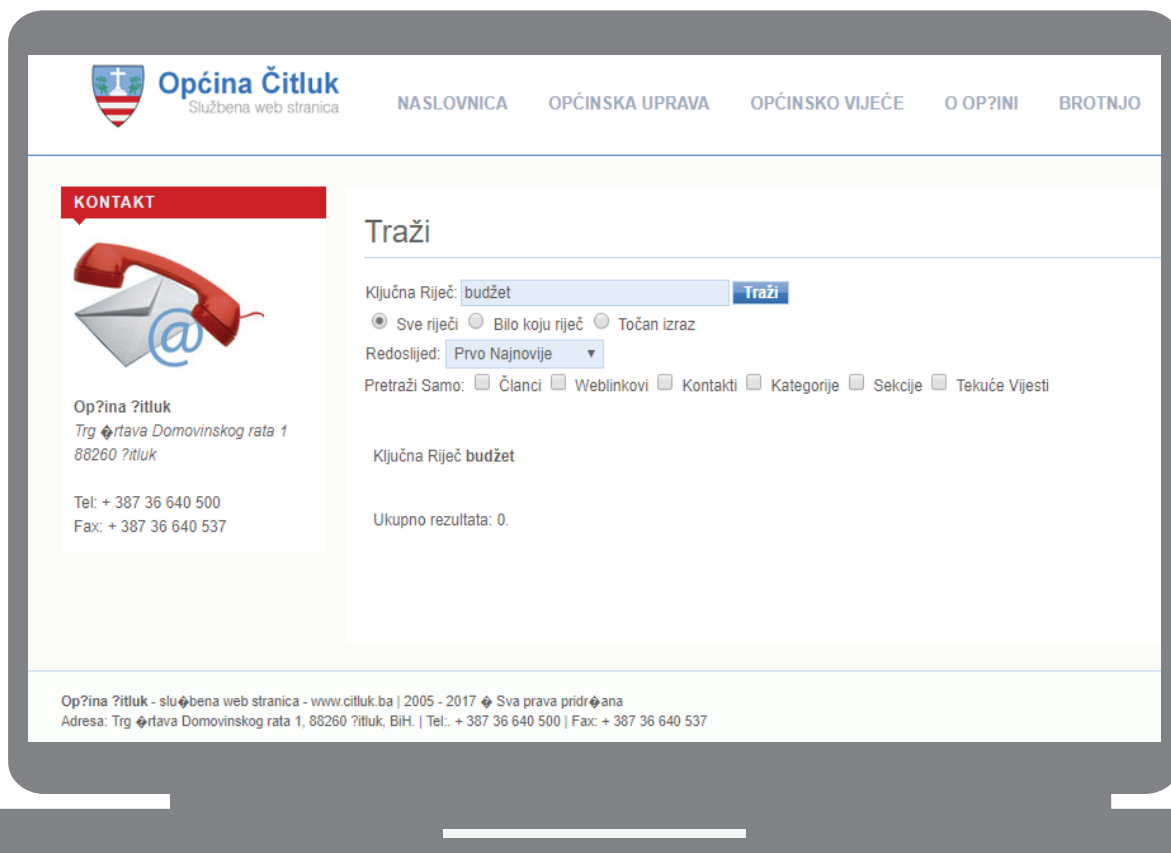 Općina Čitluk
Službena web stranica
NASLOVNICA OPĆINSKA UPRAVA OPĆINSKO VIJEĆE O OP?INI BROTNJO
KONTAKT
@
Op?ina ?itluk
Trg �rtava Domovinskog rata 1
88260 ?itluk
Tel: + 387 36 640 500
Fax: + 387 36 640 537
Traži
Ključna Riječ: budžet Traži
Sve riječi Bilo koju riječ Točan izraz
Redoslijed: Prvo Najnovije
Pretraži Samo: Članci Weblinkovi Kontakti Kategorije Sekcije Tekuće Vijesti
Ključna Riječ budžet
Ukupno rezultata: 0.
Op?ina ?itluk - slu�bena web stranica - www.citluk.ba | 2005 - 2017 � Sva prava pridr�ana
Adresa: Trg �rtava Domovinskog rata 1, 88260 ?itluk, BiH. | Tel:. + 387 36 640 500 | Fax: + 387 36 640 537